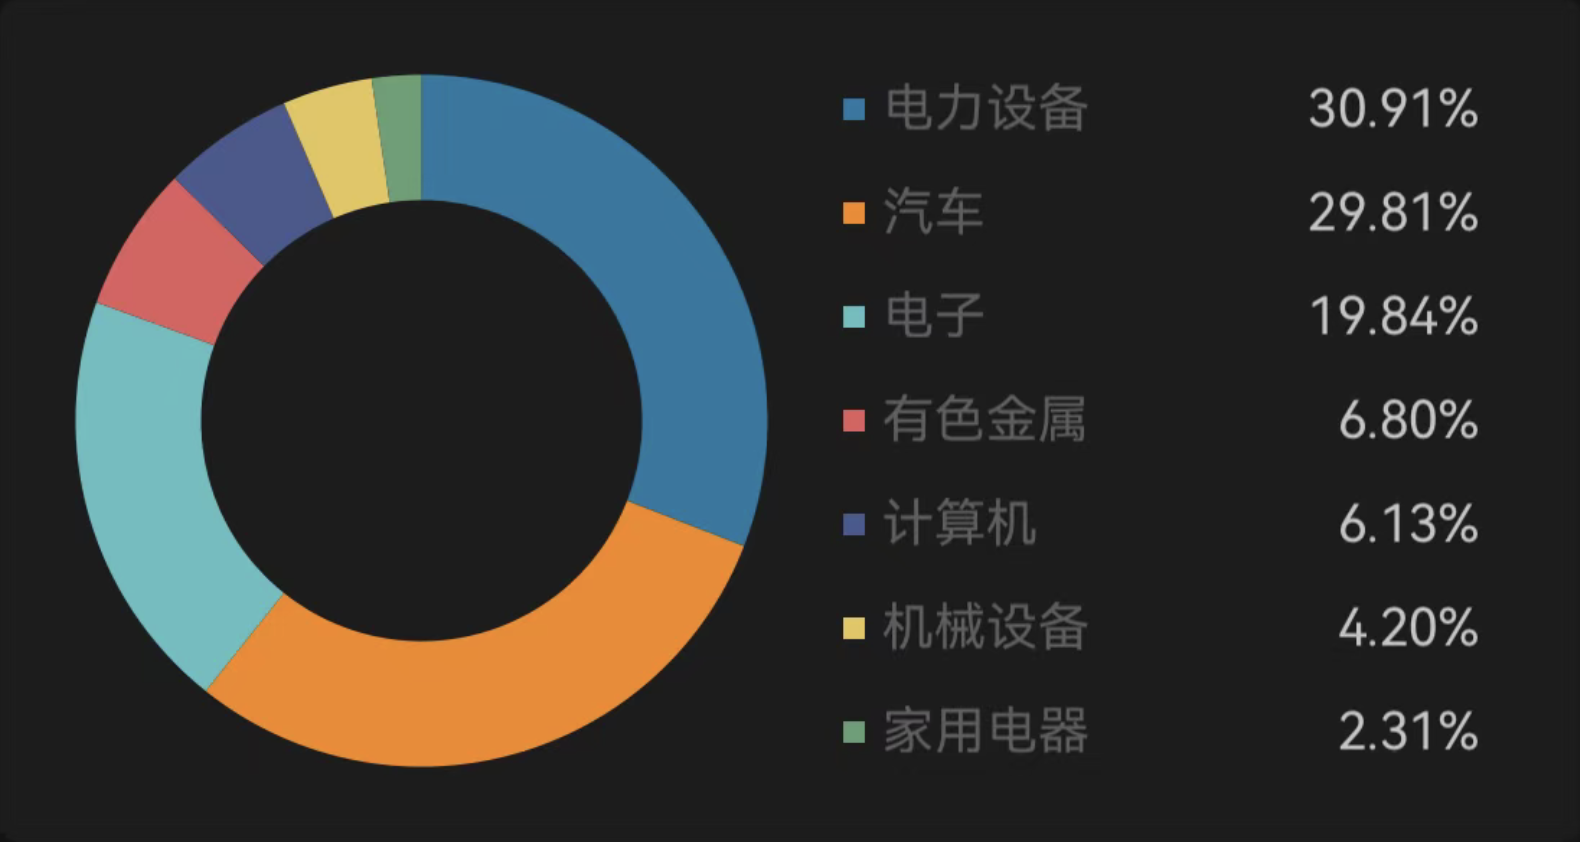 电力设备 30.91%
汽车 29.81%
电子 19.84%
有色金属 6.80%
计算机 6.13%
机械设备 4.20%
家用电器 2.31%